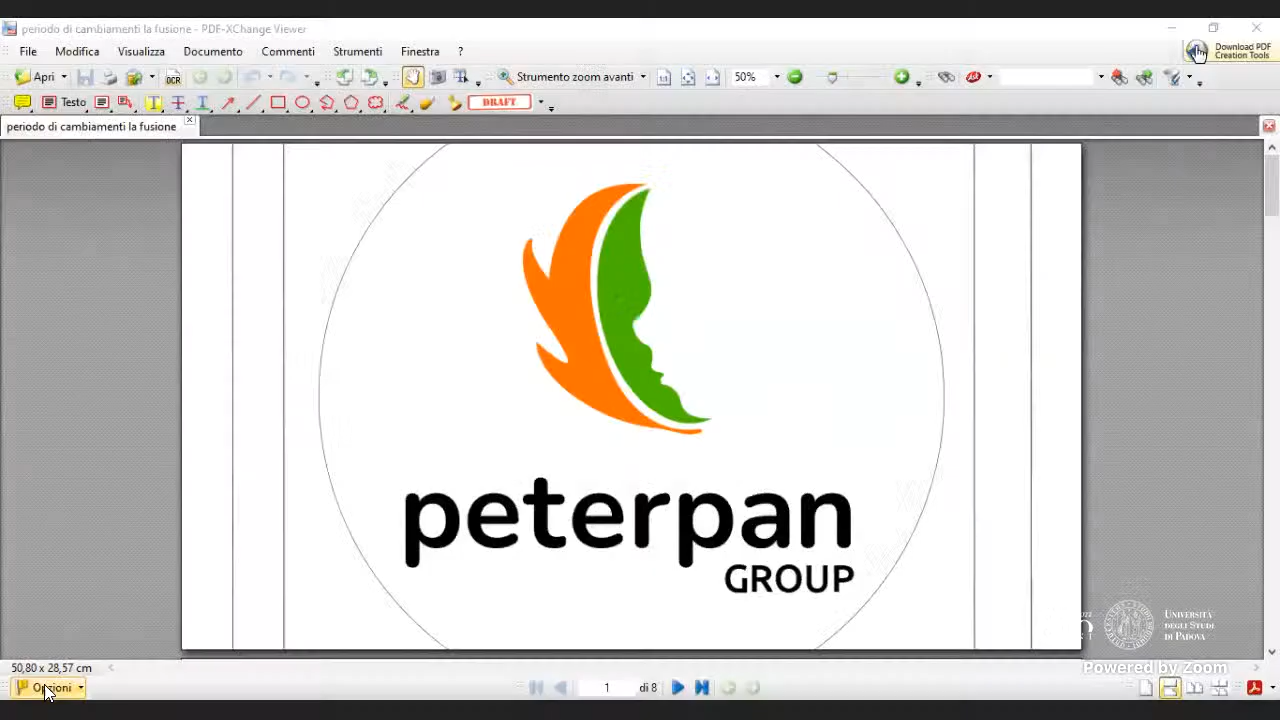 periodo di cambiamenti la fusione - PDF-XChange Viewer
File Modifica Visualizza Documento Commenti Strumenti Finestra ?
Download PDF
Creation Tools
Apri OCR Strumento zoom avanti 50%
Testo T T T DRAFT
periodo di cambiamenti la fusione
peterpan
GROUP
UNIVERSITÀ
DEGLI STUDI
DI PADOVA
Powered by Zoom
50,80 x 28,57 cm
Opzioni 1 di 8